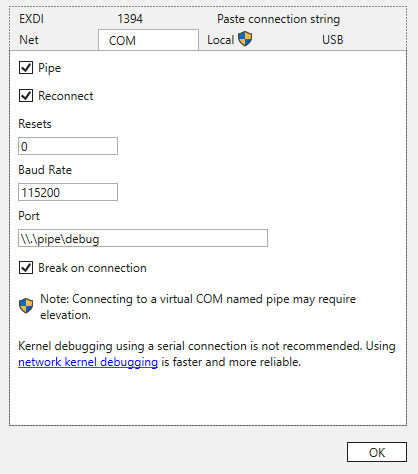 EXDI 1394 Paste connection string
Net COM Local USB
Pipe
Reconnect
Resets
0
Baud Rate
115200
Port
\\.\pipe\debug
Break on connection
Note: Connecting to a virtual COM named pipe may require
elevation.
Kernel debugging using a serial connection is not recommended. Using
network kernel debugging is faster and more reliable.
OK